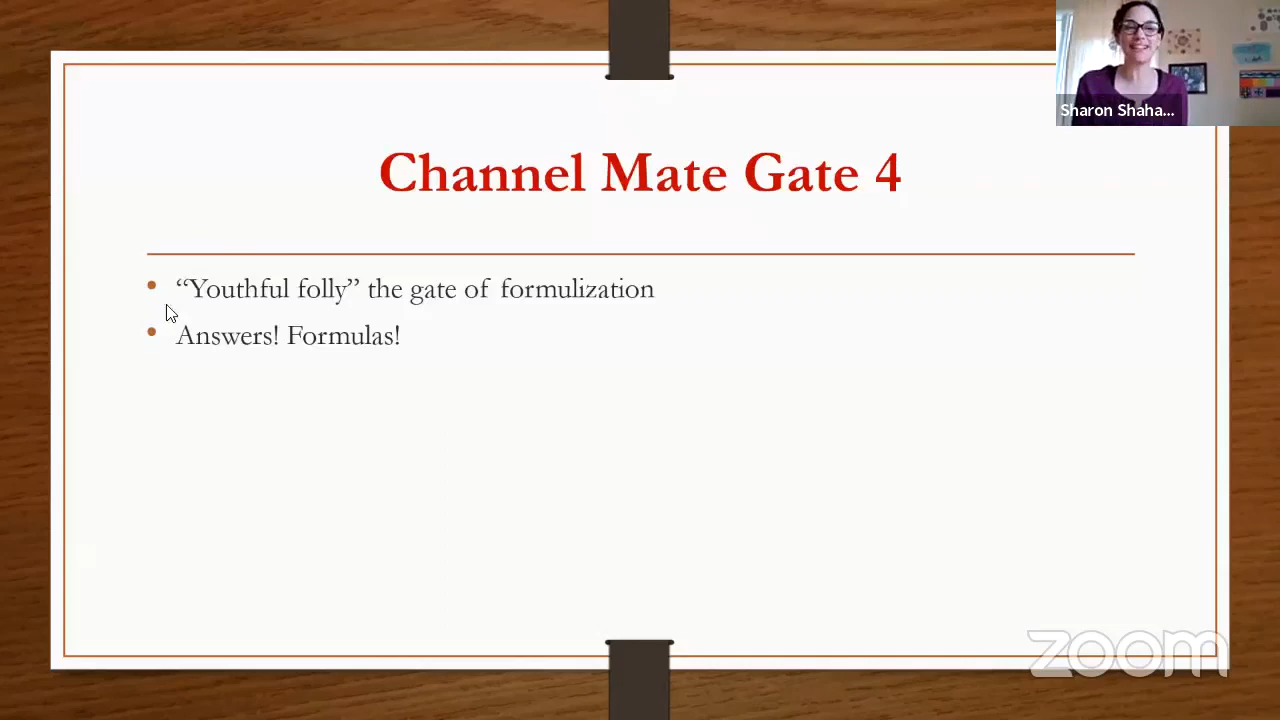 Sharon Shaha...
Channel Mate Gate 4
“Youthful folly” the gate of formulization
Answers! Formulas!
zoom